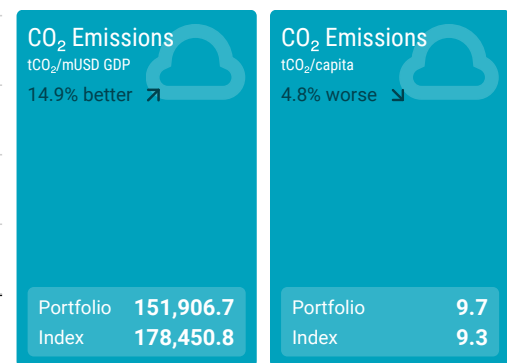 CO₂ Emissions
tCO₂/mUSD GDP
14.9% better
Portfolio 151,906.7
Index 178,450.8
CO₂ Emissions
tCO₂/capita
4.8% worse
Portfolio 9.7
Index 9.3